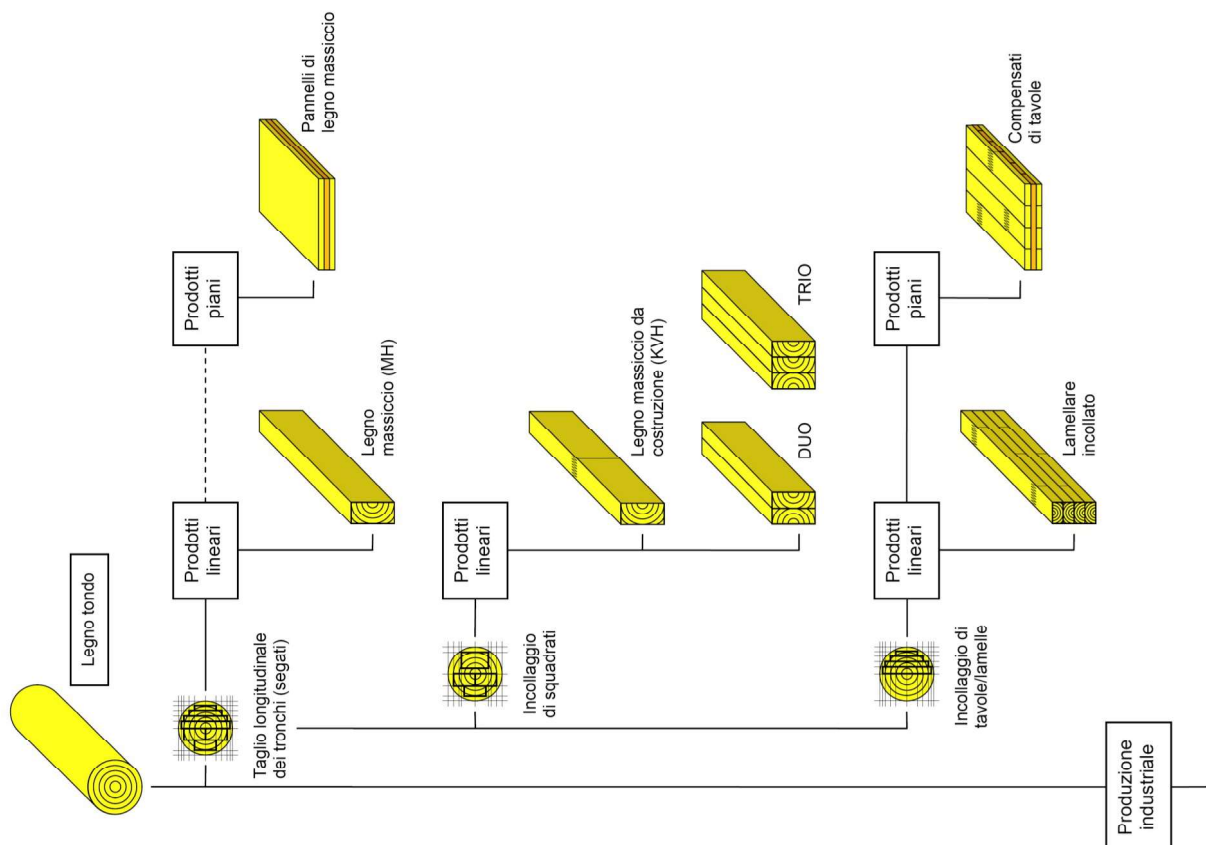 Legno tondo
Taglio longitudinale
dei tronchi (segati)
Prodotti
lineari
Legno
massiccio (MH)
Prodotti
piani
Pannelli di
legno massiccio
Incollaggio
di squadrati
Prodotti
lineari
Legno massiccio da
costruzione (KVH)
DUO
TRIO
Incollaggio di
tavole/lamelle
Prodotti
lineari
Lamellare
incollato
Prodotti
piani
Compensati
di tavole
Produzione
industriale